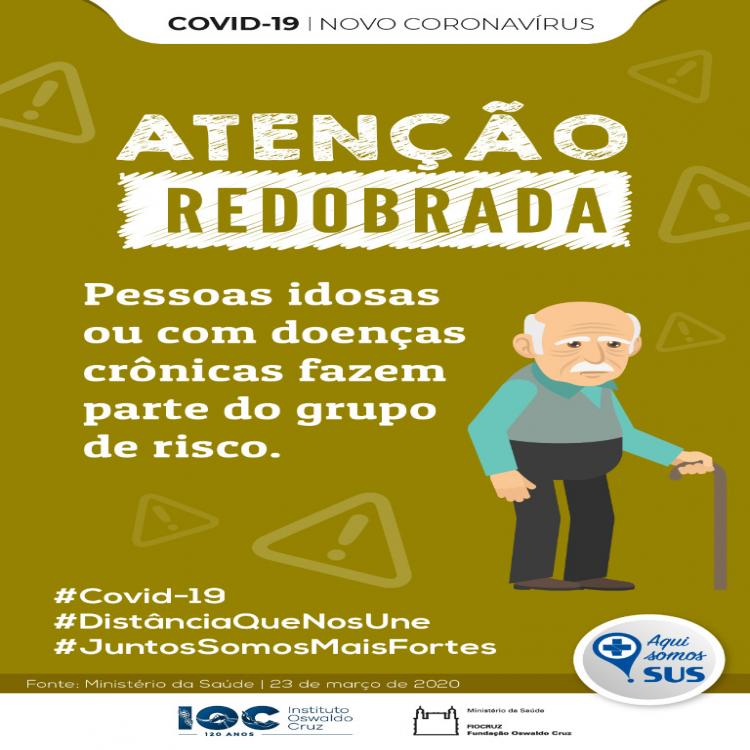 COVID-19 | NOVO CORONAVÍRUS
ATENÇÃO
REDOBRADA
Pessoas idosas
ou com doenças
crônicas fazem
parte do grupo
de risco.
#Covid-19
#DistânciaQueNosUne
#JuntosSomosMaisFortes
Aqui
somos
SUS
Fonte: Ministério da Saúde | 23 de março de 2020
IOC
120 ANOS
Instituto
Oswaldo
Cruz
Ministério da Saúde
FIOCRUZ
Fundação Oswaldo Cruz